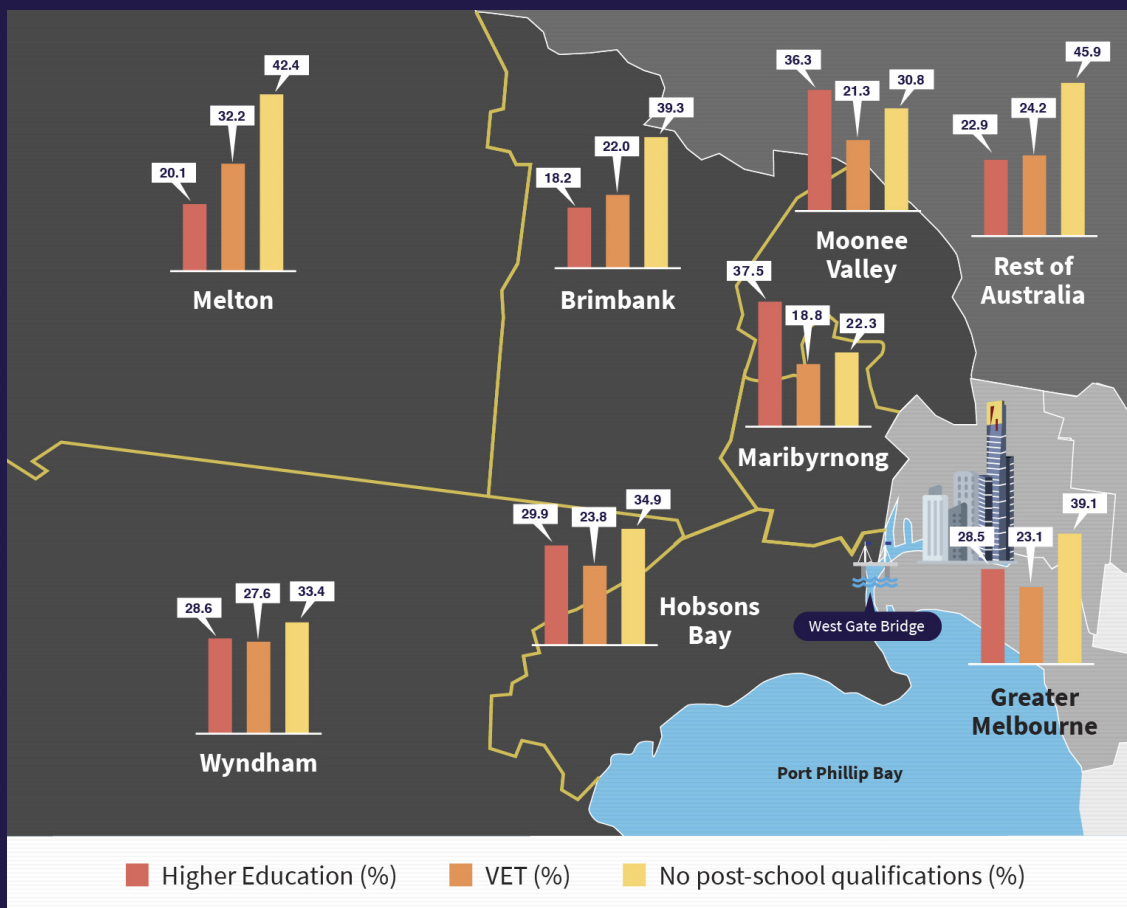 20.1
32.2
42.4
Melton
18.2
22.0
39.3
Brimbank
36.3
21.3
30.8
Moonee
Valley
22.9
24.2
45.9
Rest of
Australia
37.5
18.8
22.3
Maribyrnong
28.6
27.6
33.4
Wyndham
29.9
23.8
34.9
Hobsons
Bay
West Gate Bridge
28.5
23.1
39.1
Greater
Melbourne
Port Phillip Bay
Higher Education (%)
VET (%)
No post-school qualifications (%)